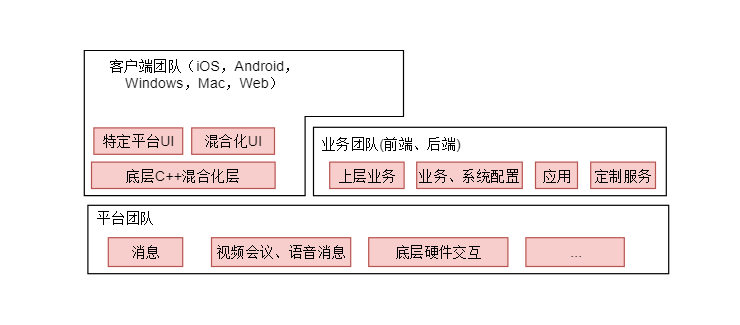 客户端团队（iOS，Android，
Windows，Mac，Web）
特定平台UI
混合化UI
底层C++混合化层
业务团队(前端、后端)
上层业务
业务、系统配置
应用
定制服务
平台团队
消息
视频会议、语音消息
底层硬件交互
...